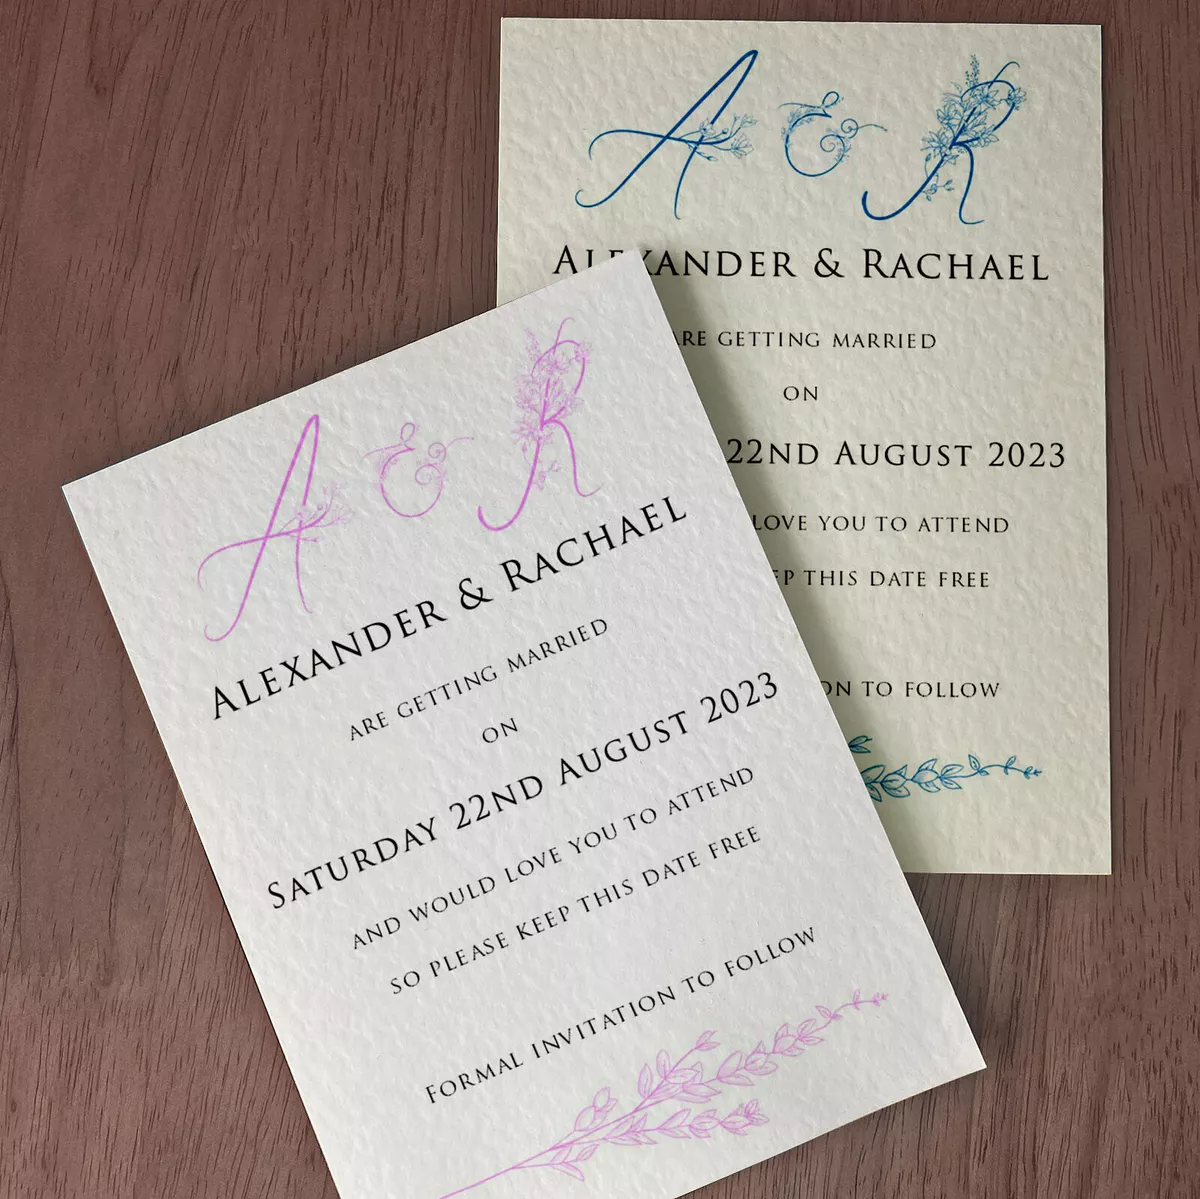 A & R
ALEXANDER & RACHAEL
ARE GETTING MARRIED
ON
22ND AUGUST 2023
LOVE YOU TO ATTEND
THIS DATE FREE
TO FOLLOW
A & R
ALEXANDER & RACHAEL
ARE GETTING MARRIED
ON
SATURDAY 22ND AUGUST 2023
AND WOULD LOVE YOU TO ATTEND
SO PLEASE KEEP THIS DATE FREE
FORMAL INVITATION TO FOLLOW